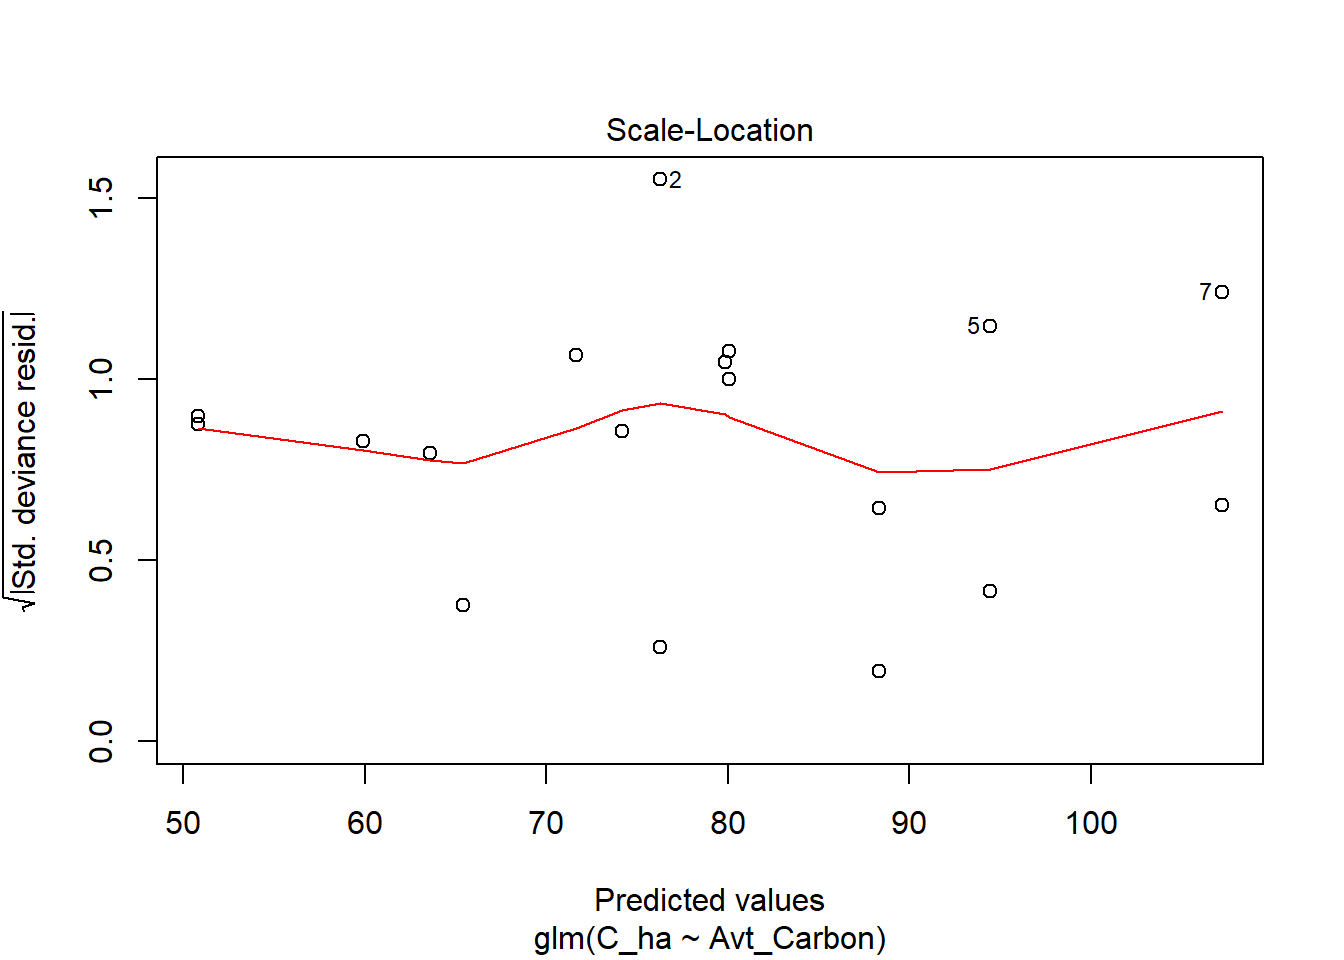 Scale-Location
√|Std. deviance resid.|
1.5
1.0
0.5
0.0
2
7
5
50 60 70 80 90 100
Predicted values
glm(C_ha ~ Avt_Carbon)